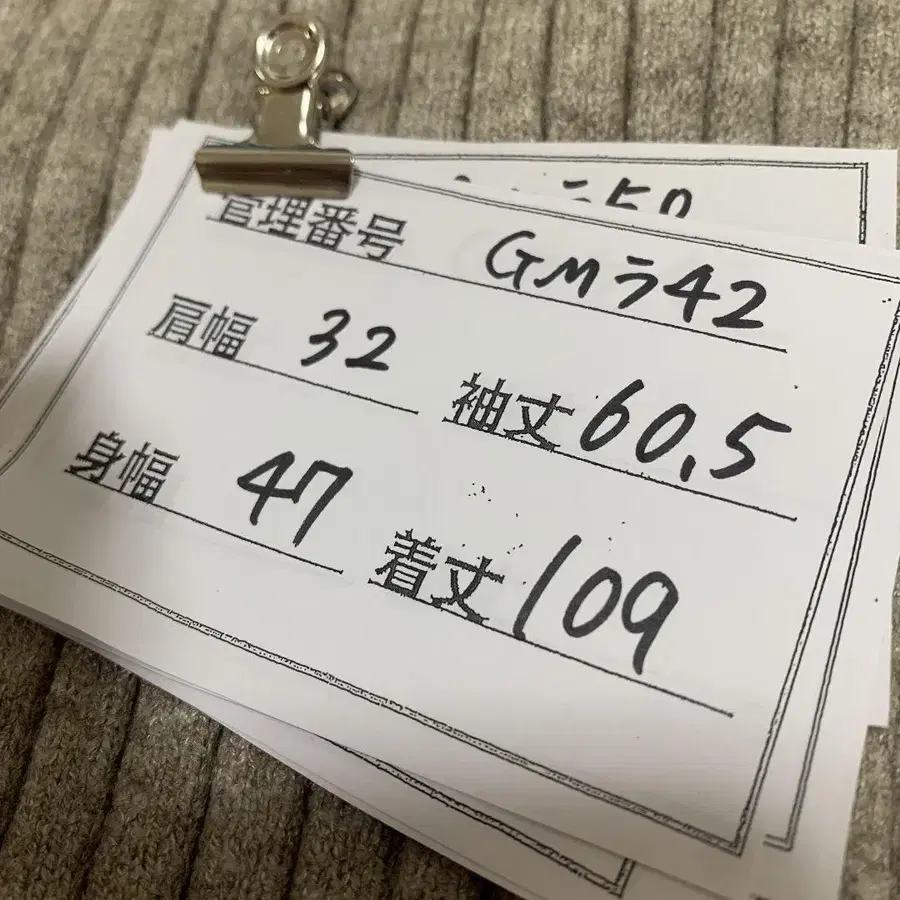 管理番号 GMラ42
肩幅 32
袖丈 60.5
身幅 47
着丈 109